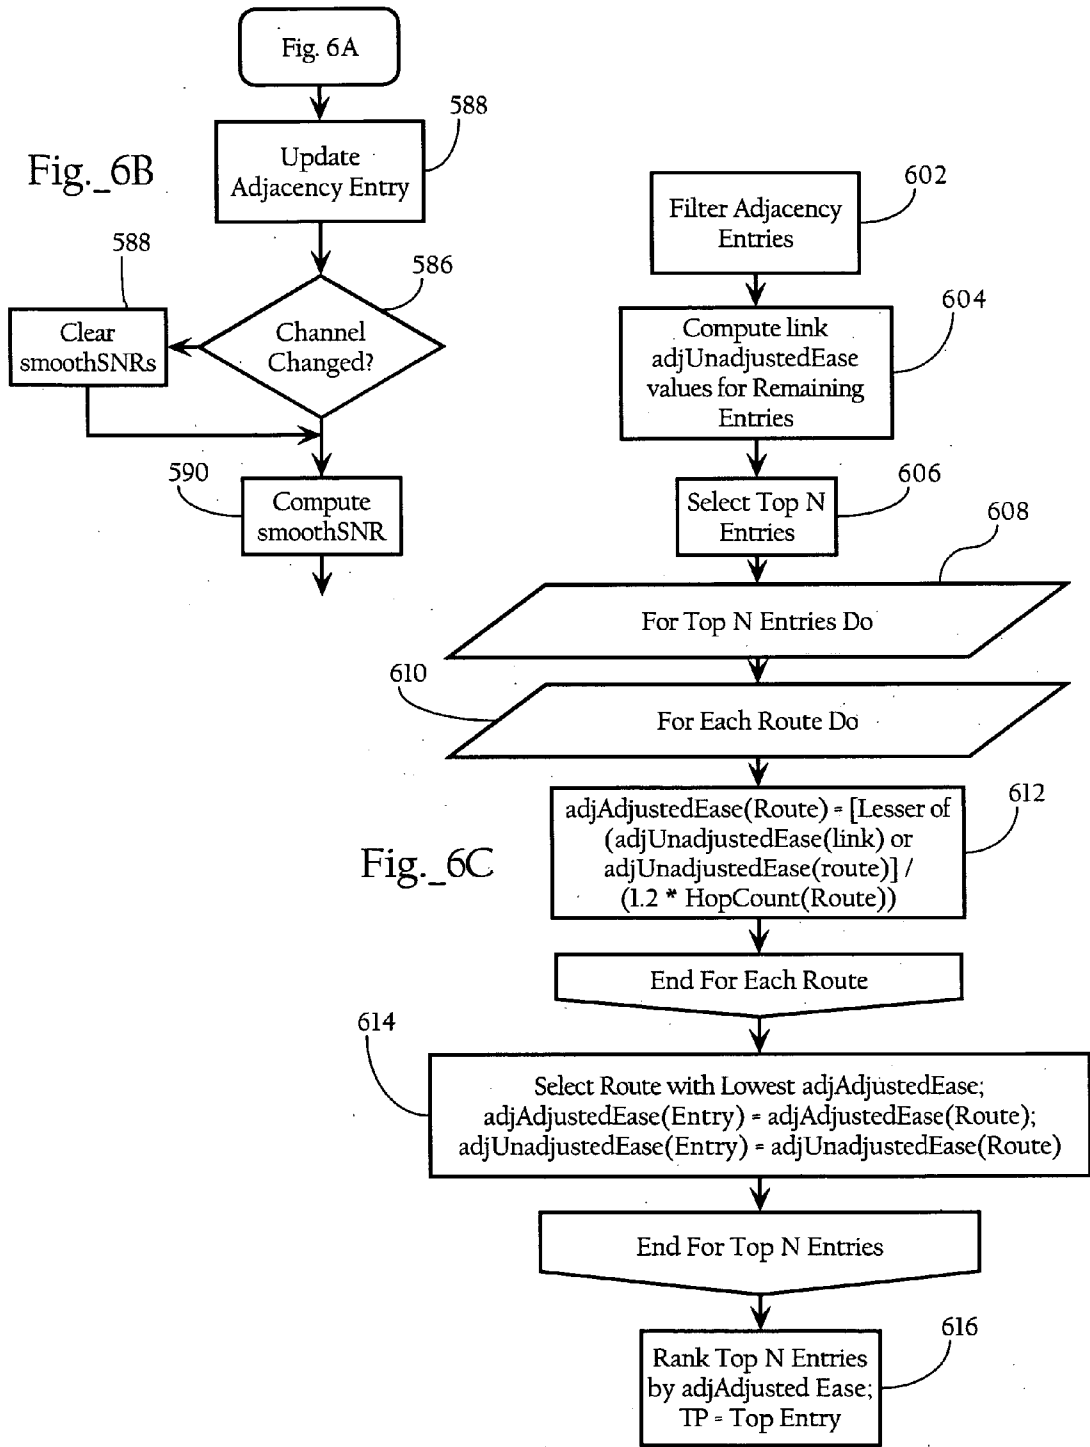 Fig. 6A
588
Fig._6B
Update
Adjacency Entry
588
586
Clear
smoothSNRs
Channel
Changed?
590
Compute
smoothSNR
602
Filter Adjacency
Entries
604
Compute link
adjUnadjustedEase
values for Remaining
Entries
606
Select Top N
Entries
608
For Top N Entries Do
610
For Each Route Do
612
adjAdjustedEase(Route) = [Lesser of
(adjUnadjustedEase(link) or
adjUnadjustedEase(route)] /
(1.2 * HopCount(Route))
Fig._6C
End For Each Route
614
Select Route with Lowest adjAdjustedEase;
adjAdjustedEase(Entry) = adjAdjustedEase(Route);
adjUnadjustedEase(Entry) = adjUnadjustedEase(Route)
End For Top N Entries
616
Rank Top N Entries
by adjAdjusted Ease;
TP = Top Entry